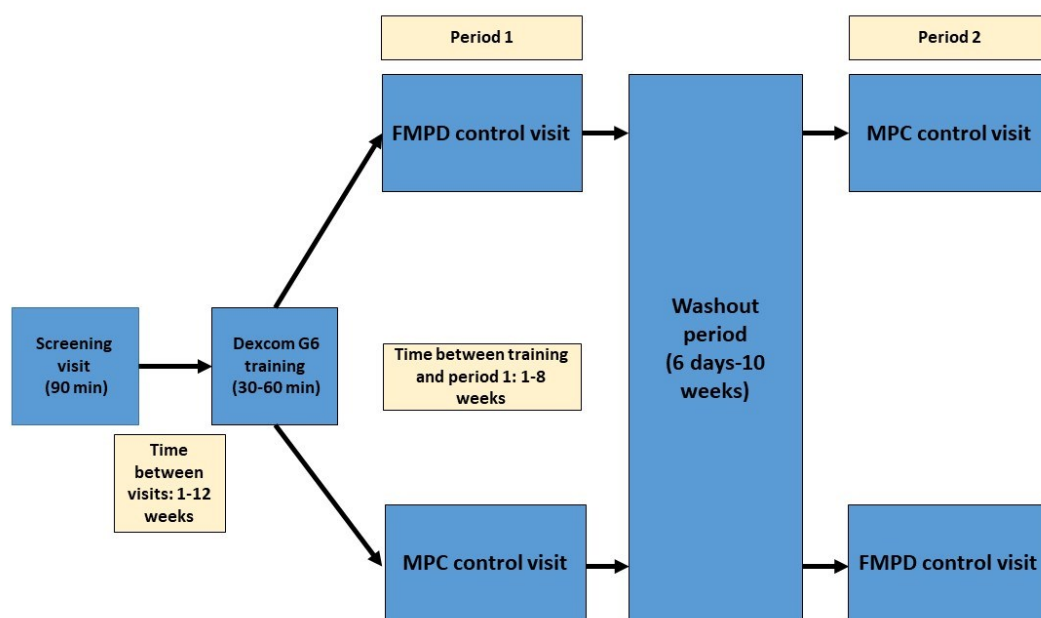 Period 1
Period 2
FMPD control visit
MPC control visit
Screening
visit
(90 min)
Dexcom G6
training
(30-60 min)
Time between training
and period 1: 1-8
weeks
Washout
period
(6 days-10
weeks)
Time
between
visits: 1-12
weeks
MPC control visit
FMPD control visit